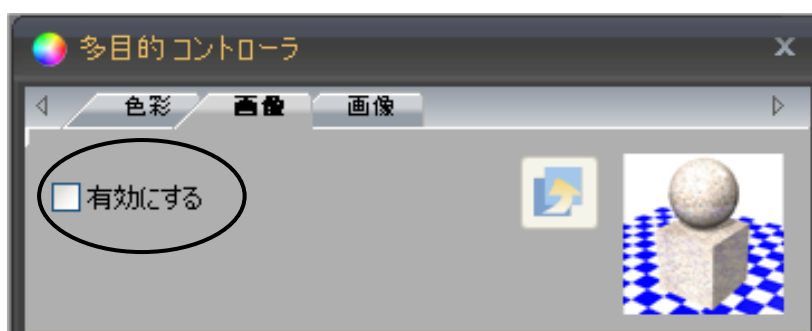 多目的コントローラ
色彩 画像 画像
有効にする